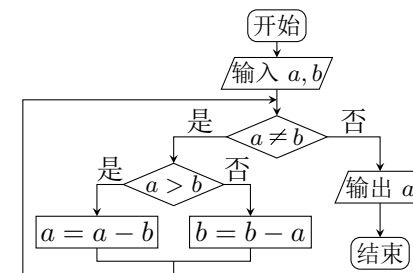 开始
输入 a, b
是
a ≠ b
否
是
a > b
否
输出 a
a = a − b
b = b − a
结束